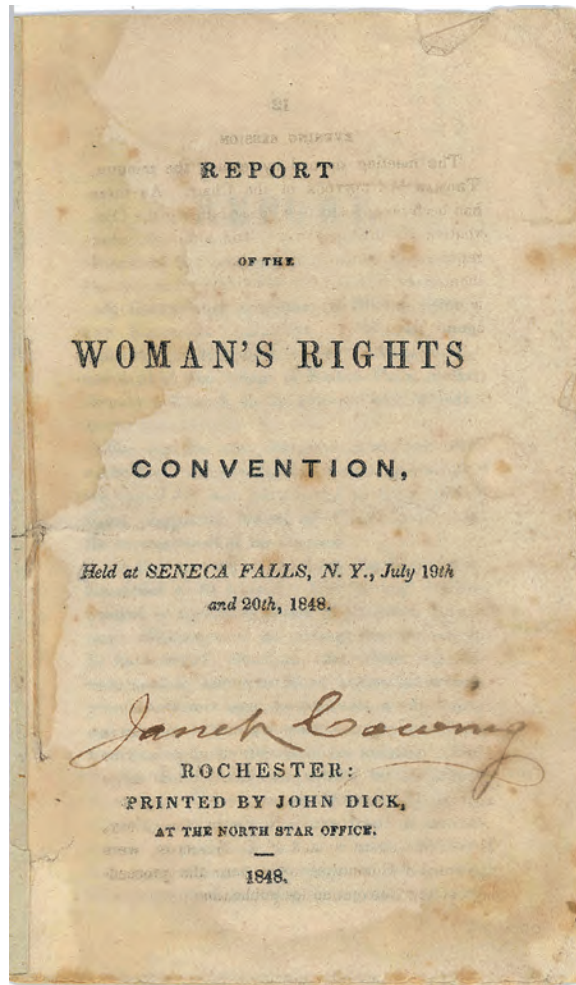 REPORT
OF THE
WOMAN'S RIGHTS
CONVENTION,
Held at SENECA FALLS, N. Y., July 19th
and 20th, 1848.
Janet Cowing
ROCHESTER:
PRINTED BY JOHN DICK,
AT THE NORTH STAR OFFICE.
1848.